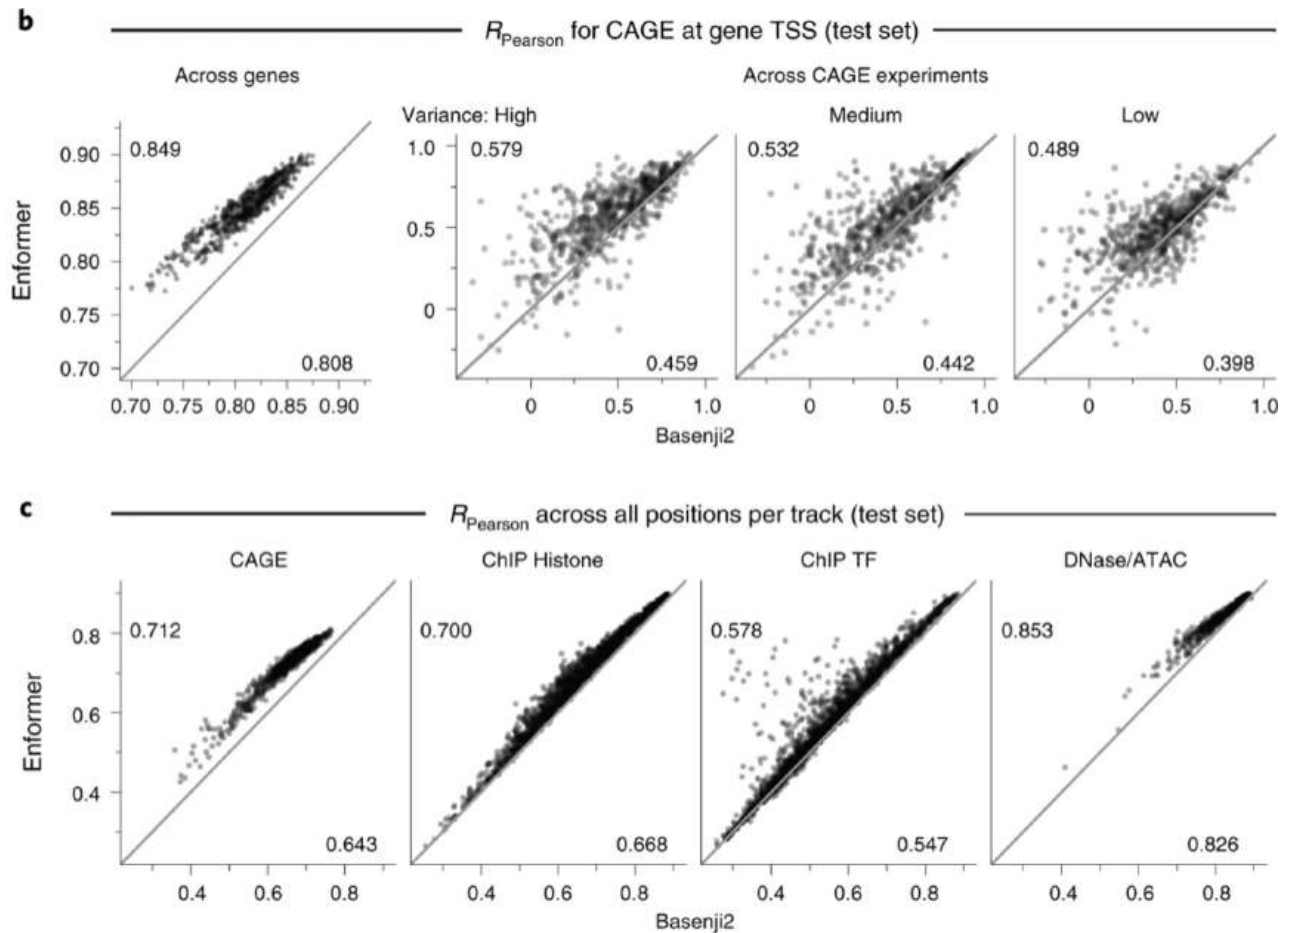 b
R Pearson for CAGE at gene TSS (test set)
Across genes
Across CAGE experiments
Variance: High
Medium
Low
Enformer
0.90
0.85
0.80
0.75
0.70
0.849
0.808
0.70 0.75 0.80 0.85 0.90
1.0
0.5
0
0.579
0.459
0 0.5 1.0
0.532
0.442
0 0.5 1.0
0.489
0.398
0 0.5 1.0
Basenji2
c
R Pearson across all positions per track (test set)
CAGE
ChIP Histone
ChIP TF
DNase/ATAC
Enformer
0.8
0.6
0.4
0.712
0.643
0.4 0.6 0.8
0.700
0.668
0.4 0.6 0.8
0.578
0.547
0.4 0.6 0.8
0.853
0.826
0.4 0.6 0.8
Basenji2